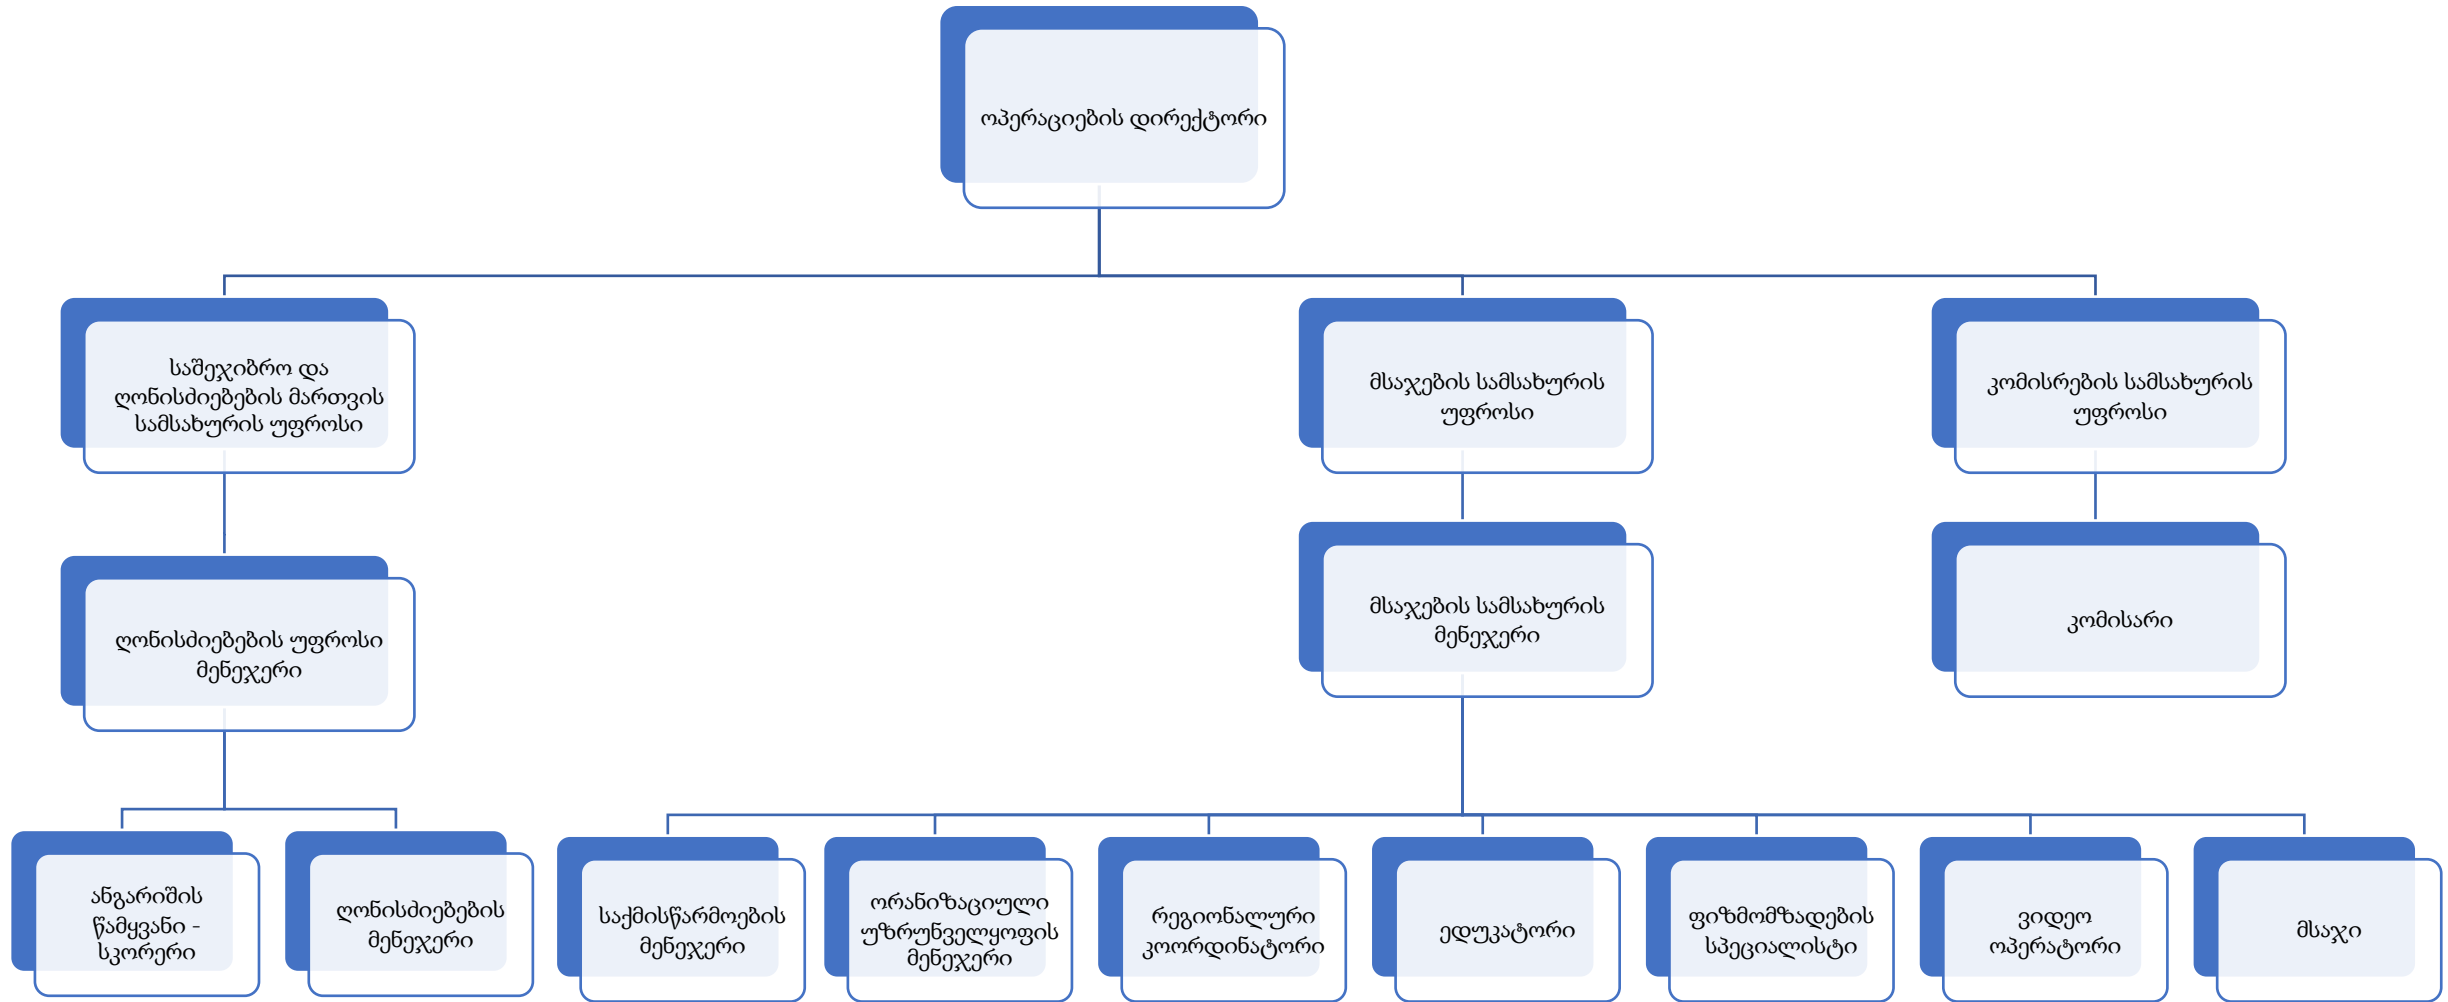 ოპერაციების დირექტორი
საშეჯიბრო და
ღონისძიებების მართვის
სამსახურის უფროსი
მსაჯების სამსახურის
უფროსი
კომისრების სამსახურის
უფროსი
ღონისძიებების უფროსი
მენეჯერი
მსაჯების სამსახურის
მენეჯერი
კომისარი
ანგარიშის
წამყვანი -
სკორერი
ღონისძიებების
მენეჯერი
საქმისწარმოების
მენეჯერი
ორანიზაციული
უზრუნველყოფის
მენეჯერი
რეგიონალური
კოორდინატორი
ედუკატორი
ფიზმომზადების
სპეციალისტი
ვიდეო
ოპერატორი
მსაჯი